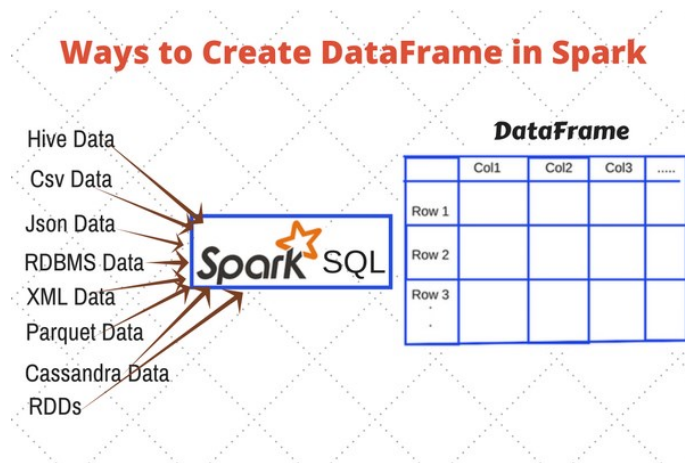 Ways to Create DataFrame in Spark
Hive Data
Csv Data
Json Data
RDBMS Data
XML Data
Parquet Data
Cassandra Data
RDDs
Spark SQL
DataFrame
Col1 Col2 Col3 .....
Row 1
Row 2
Row 3
.
.